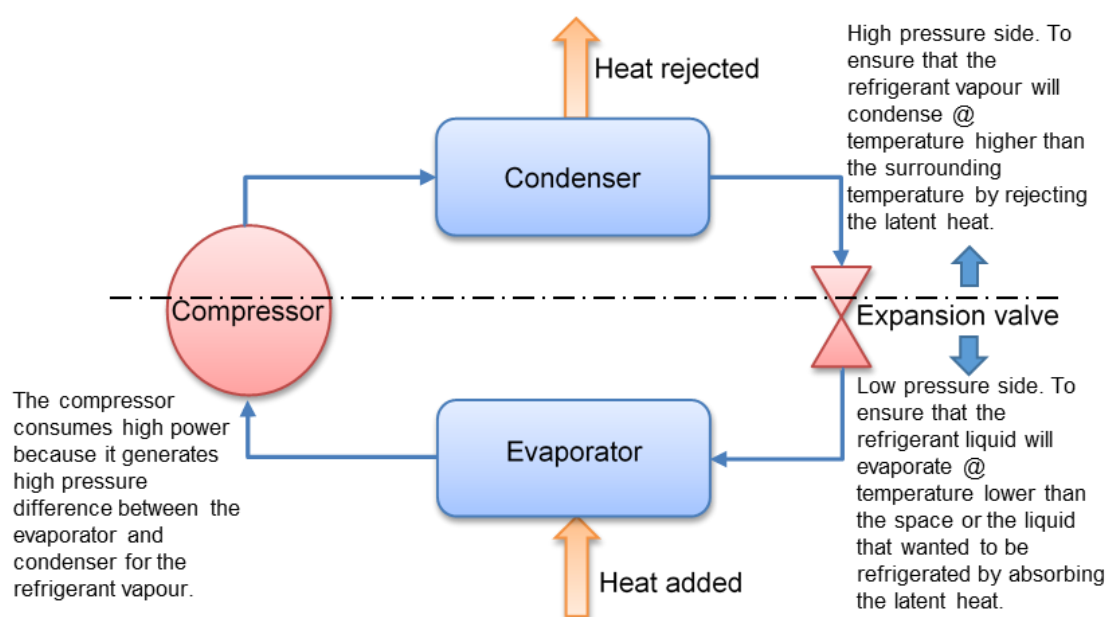 Heat rejected
High pressure side. To
ensure that the
refrigerant vapour will
condense @
temperature higher than
the surrounding
temperature by rejecting
the latent heat.
Condenser
Compressor
Expansion valve
The compressor
consumes high power
because it generates
high pressure
difference between the
evaporator and
condenser for the
refrigerant vapour.
Evaporator
Low pressure side. To
ensure that the
refrigerant liquid will
evaporate @
temperature lower than
the space or the liquid
that wanted to be
refrigerated by absorbing
the latent heat.
Heat added